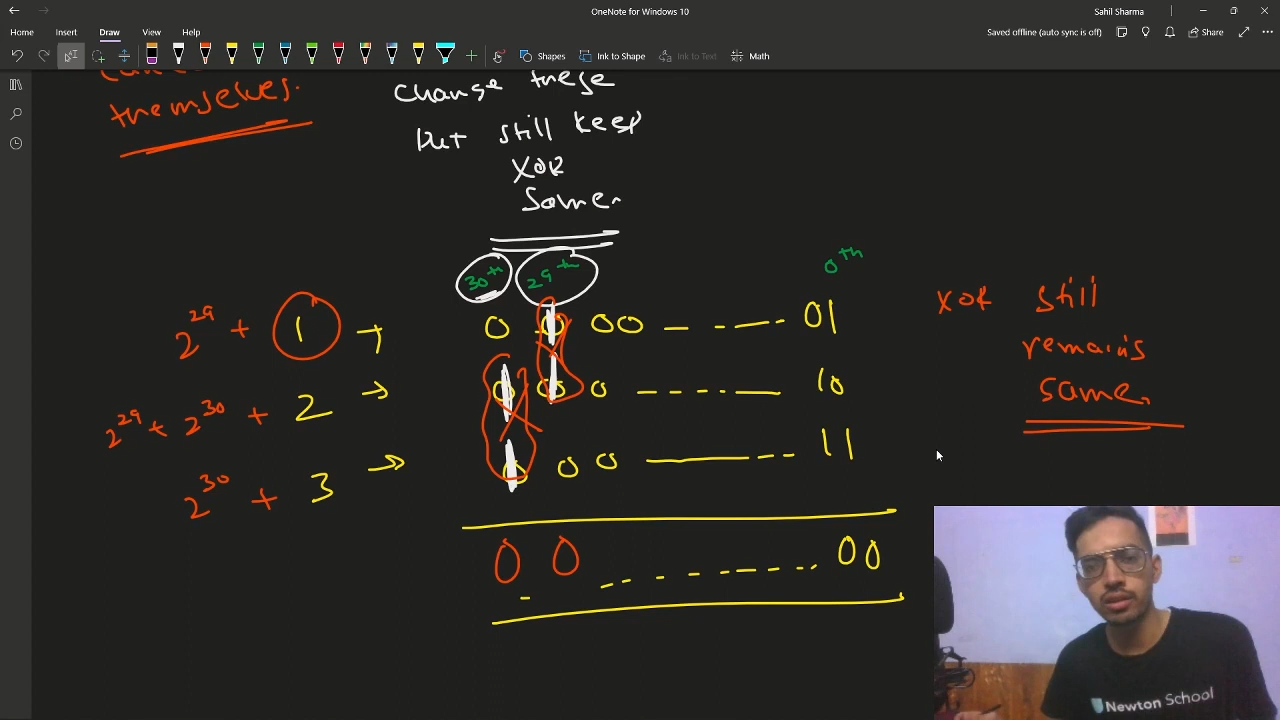 OneNote for Windows 10
Sahil Sharma
Home Insert Draw View Help
Saved offline (auto sync is off) Share
Shapes Ink to Shape Ink to Text Math
themselves.
change these
but still keep
XOR
Same.
30th 29th 0th
2^29 + 1 → 0 0 00 — - -— - 01
XOR still
remains
same.
2^29 + 2^30 + 2 → 0 0 0 - - - - — 10
2^30 + 3 → 0 0 0 —— - - 11
0 0 - - - - — - - . 00
Newton School